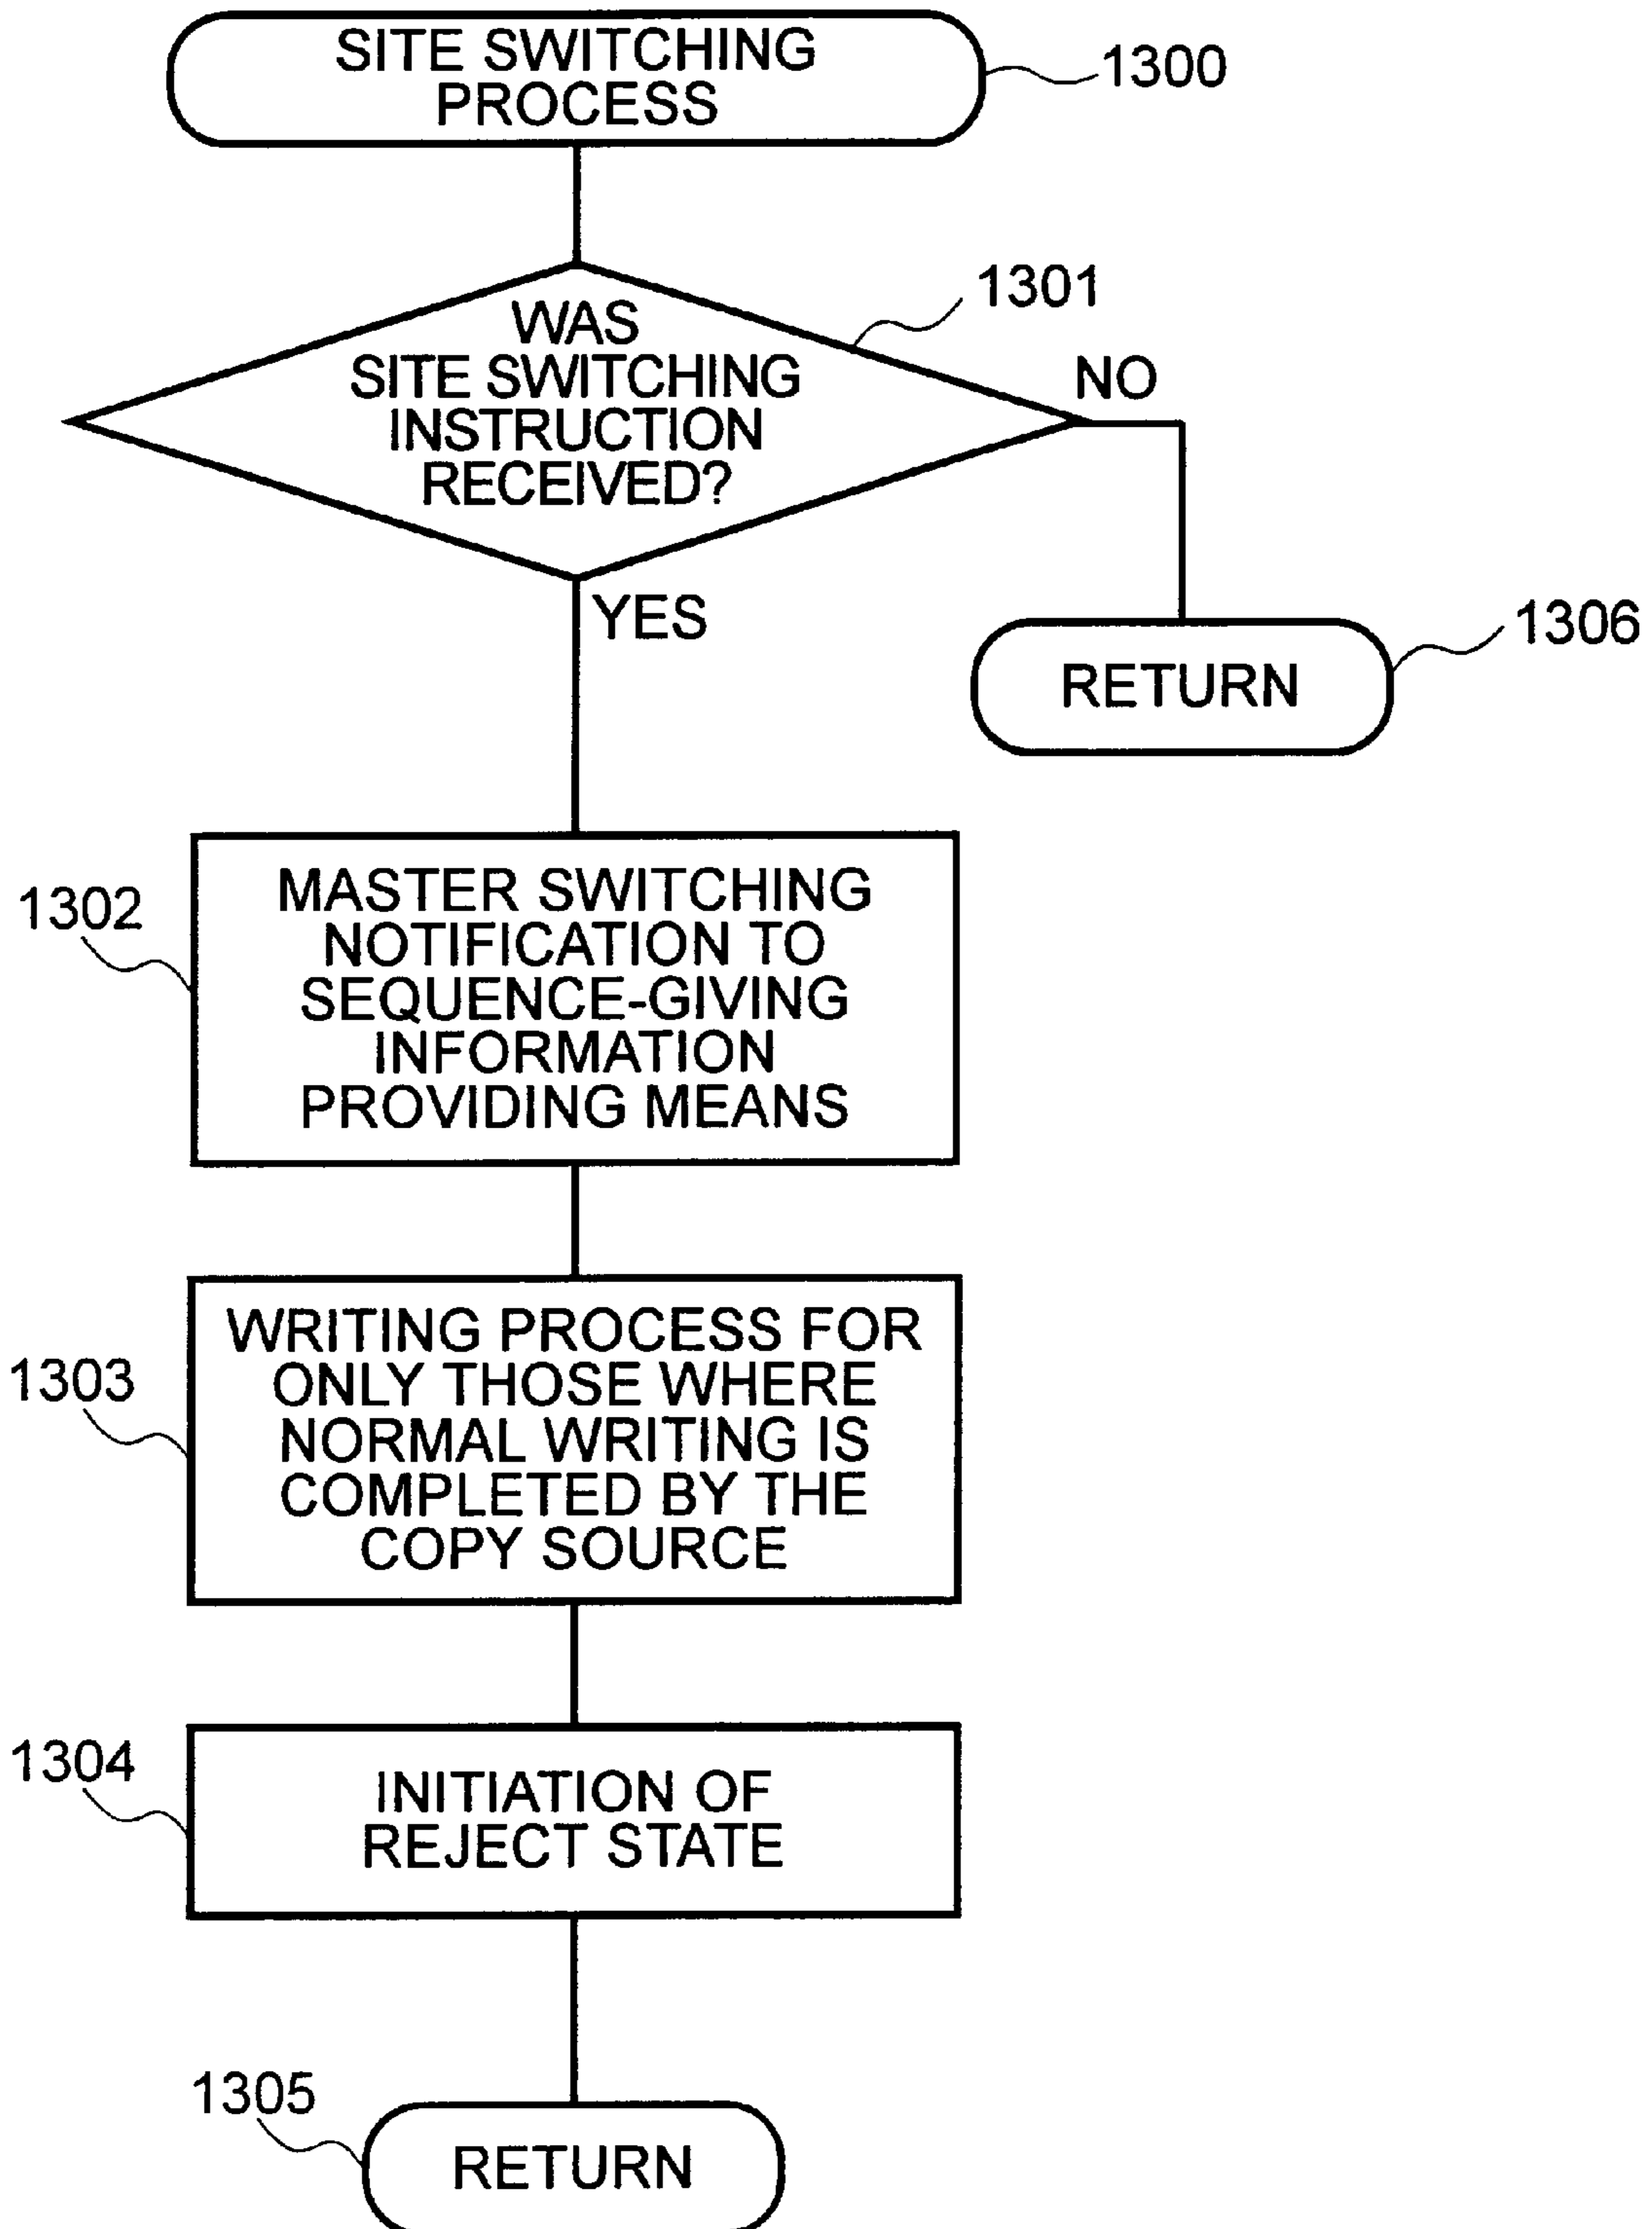 SITE SWITCHING
PROCESS
1300
1301
WAS
SITE SWITCHING
INSTRUCTION
RECEIVED?
NO
YES
1306
RETURN
1302
MASTER SWITCHING
NOTIFICATION TO
SEQUENCE-GIVING
INFORMATION
PROVIDING MEANS
1303
WRITING PROCESS FOR
ONLY THOSE WHERE
NORMAL WRITING IS
COMPLETED BY THE
COPY SOURCE
1304
INITIATION OF
REJECT STATE
1305
RETURN